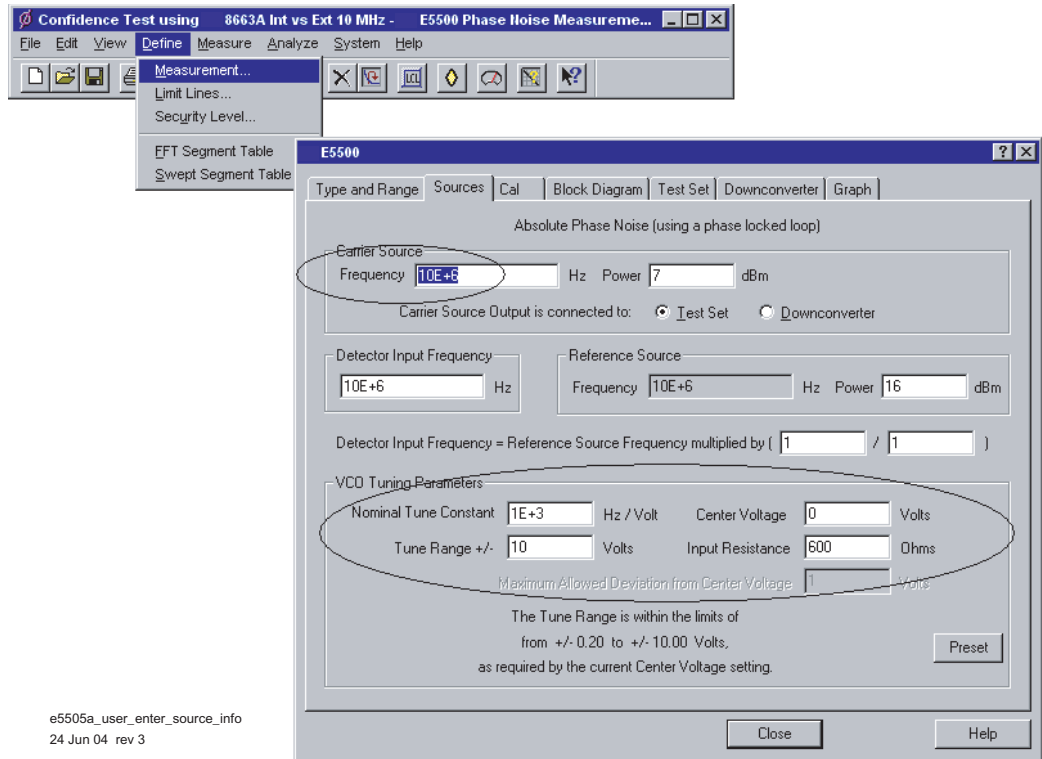 Confidence Test using 8663A Int vs Ext 10 MHz - E5500 Phase Noise Measureme...
File Edit View Define Measure Analyze System Help
Measurement...
Limit Lines...
Security Level...
FFT Segment Table
Swept Segment Table
E5500
Type and Range Sources Cal Block Diagram Test Set Downconverter Graph
Absolute Phase Noise (using a phase locked loop)
Carrier Source
Frequency 10E+6 Hz Power 7 dBm
Carrier Source Output is connected to: Test Set Downconverter
Detector Input Frequency
10E+6 Hz
Reference Source
Frequency 10E+6 Hz Power 16 dBm
Detector Input Frequency = Reference Source Frequency multiplied by ( 1 / 1 )
VCO Tuning Parameters
Nominal Tune Constant 1E+3 Hz / Volt Center Voltage 0 Volts
Tune Range +/- 10 Volts Input Resistance 600 Ohms
Maximum Allowed Deviation from Center Voltage 1 Volts
The Tune Range is within the limits of
from +/- 0.20 to +/- 10.00 Volts,
as required by the current Center Voltage setting.
Preset
Close Help
e5505a_user_enter_source_info
24 Jun 04 rev 3